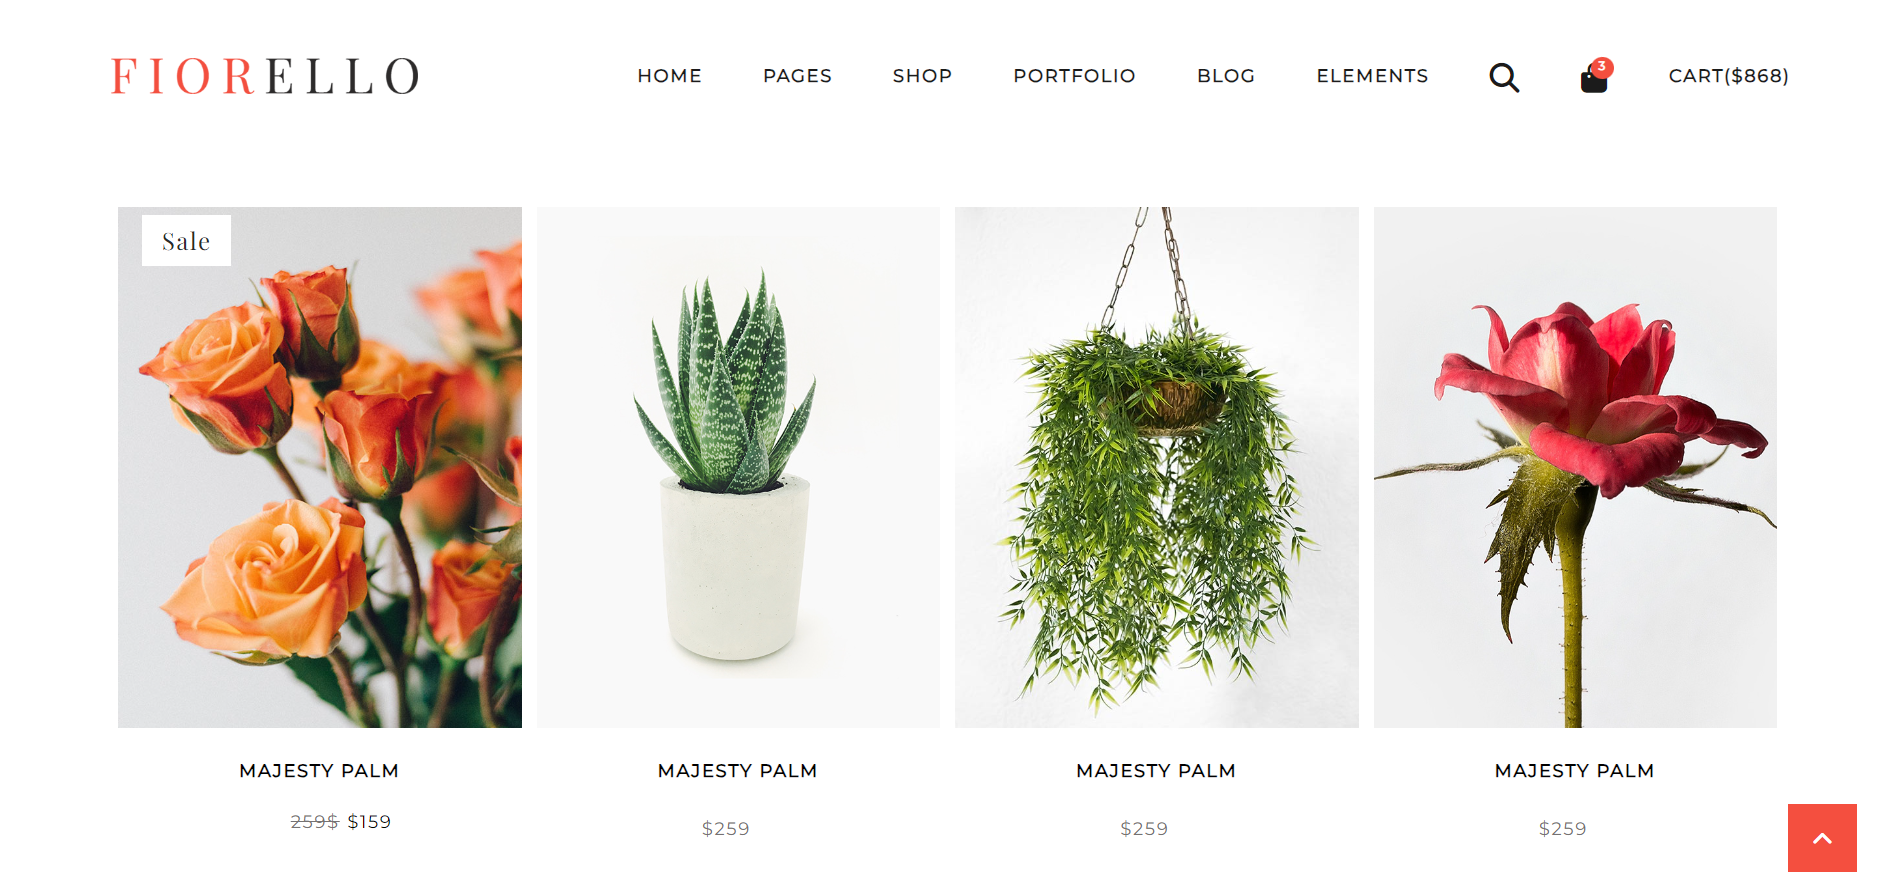 FIORELLO
HOME PAGES SHOP PORTFOLIO BLOG ELEMENTS 3 CART($868)
Sale
MAJESTY PALM MAJESTY PALM MAJESTY PALM MAJESTY PALM
259$ $159 $259 $259 $259